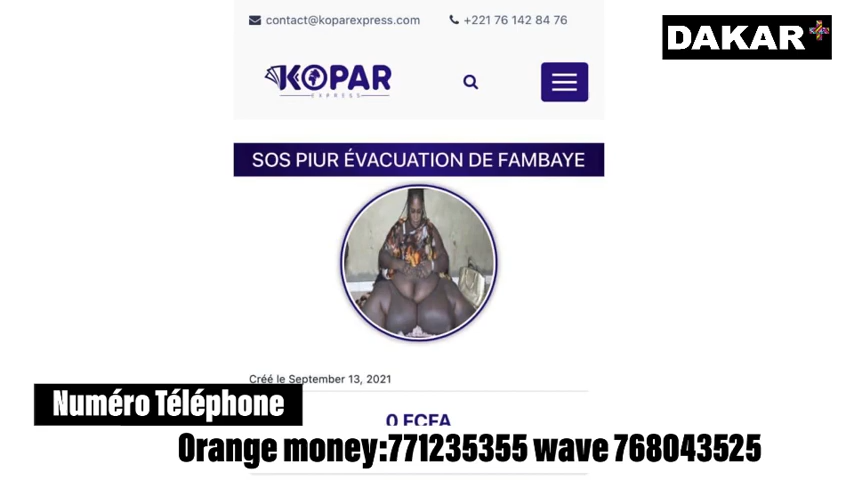 contact@koparexpress.com +221 76 142 84 76
DAKAR+
KOPAR
EXPRESS
SOS PIUR ÉVACUATION DE FAMBAYE
Créé le September 13, 2021
0 FCFA
Numéro Téléphone
Orange money:771235355 wave 768043525